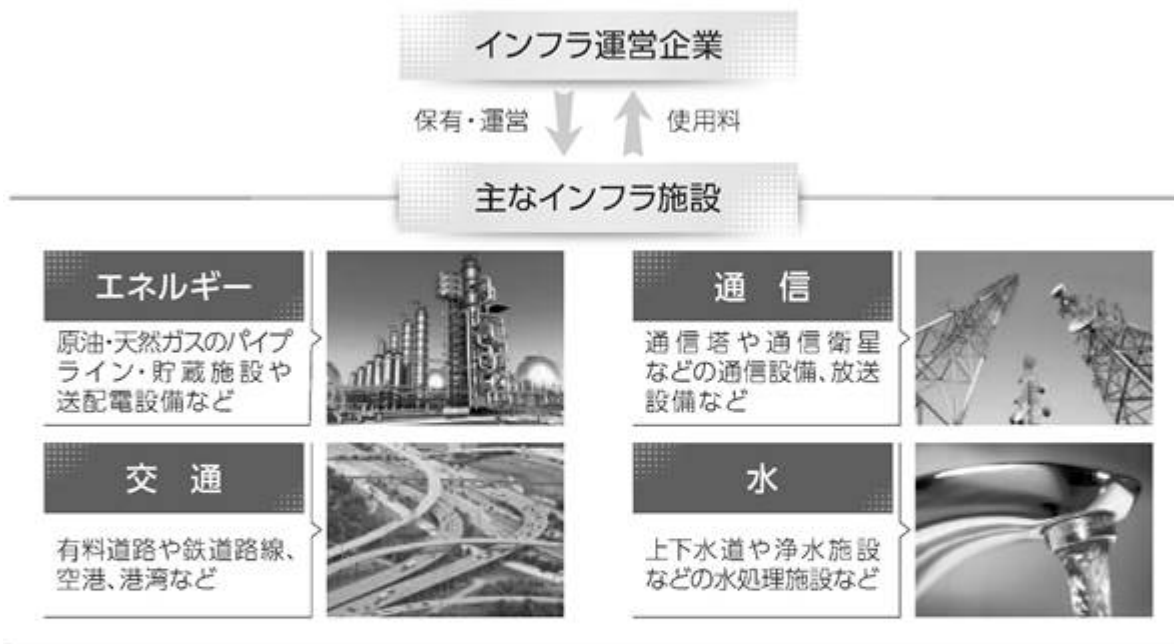 インフラ運営企業
保有・運営
使用料
主なインフラ施設
エネルギー
原油・天然ガスのパイプ
ライン・貯蔵施設や
送配電設備など
通 信
通信塔や通信衛星
などの通信設備、放送
設備など
交 通
有料道路や鉄道路線、
空港、港湾など
水
上下水道や浄水施設
などの水処理施設など